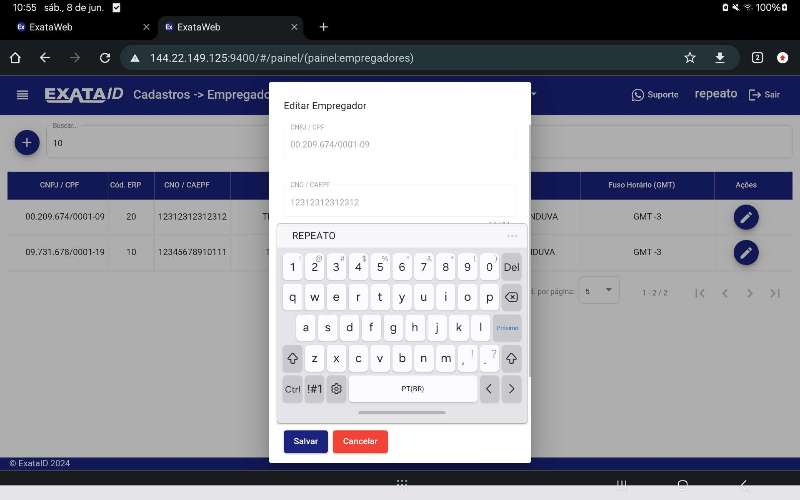 10:55 sáb., 8 de jun. 100%
Ex ExataWeb Ex ExataWeb
144.22.149.125:9400/#/painel/(painel:empregadores) 2
EXATAID Cadastros -> Empregado Suporte repeato Sair
Editar Empregador
Buscar..
10
CNPJ / CPF
00.209.674/0001-09
CNPJ / CPF Cód. ERP CNO / CAEPF Fuso Horário (GMT) Ações
CNO / CAEPF
12312312312312
00.209.674/0001-09 20 12312312312312 NDUVA GMT -3
09.731.678/0001-19 10 12345678910111 NDUVA GMT -3
REPEATO ...
1 2 3 4 5 6 7 8 9 0 Del
@ # $ % ^ & * ( )
q w e r t y u i o p
a s d f g h j k l Próximo
z x c v b n m , ! . ?
Ctrl !#1 PT(BR) < >
por página: 5 1 - 2 / 2
Salvar Cancelar
© ExataID 2024